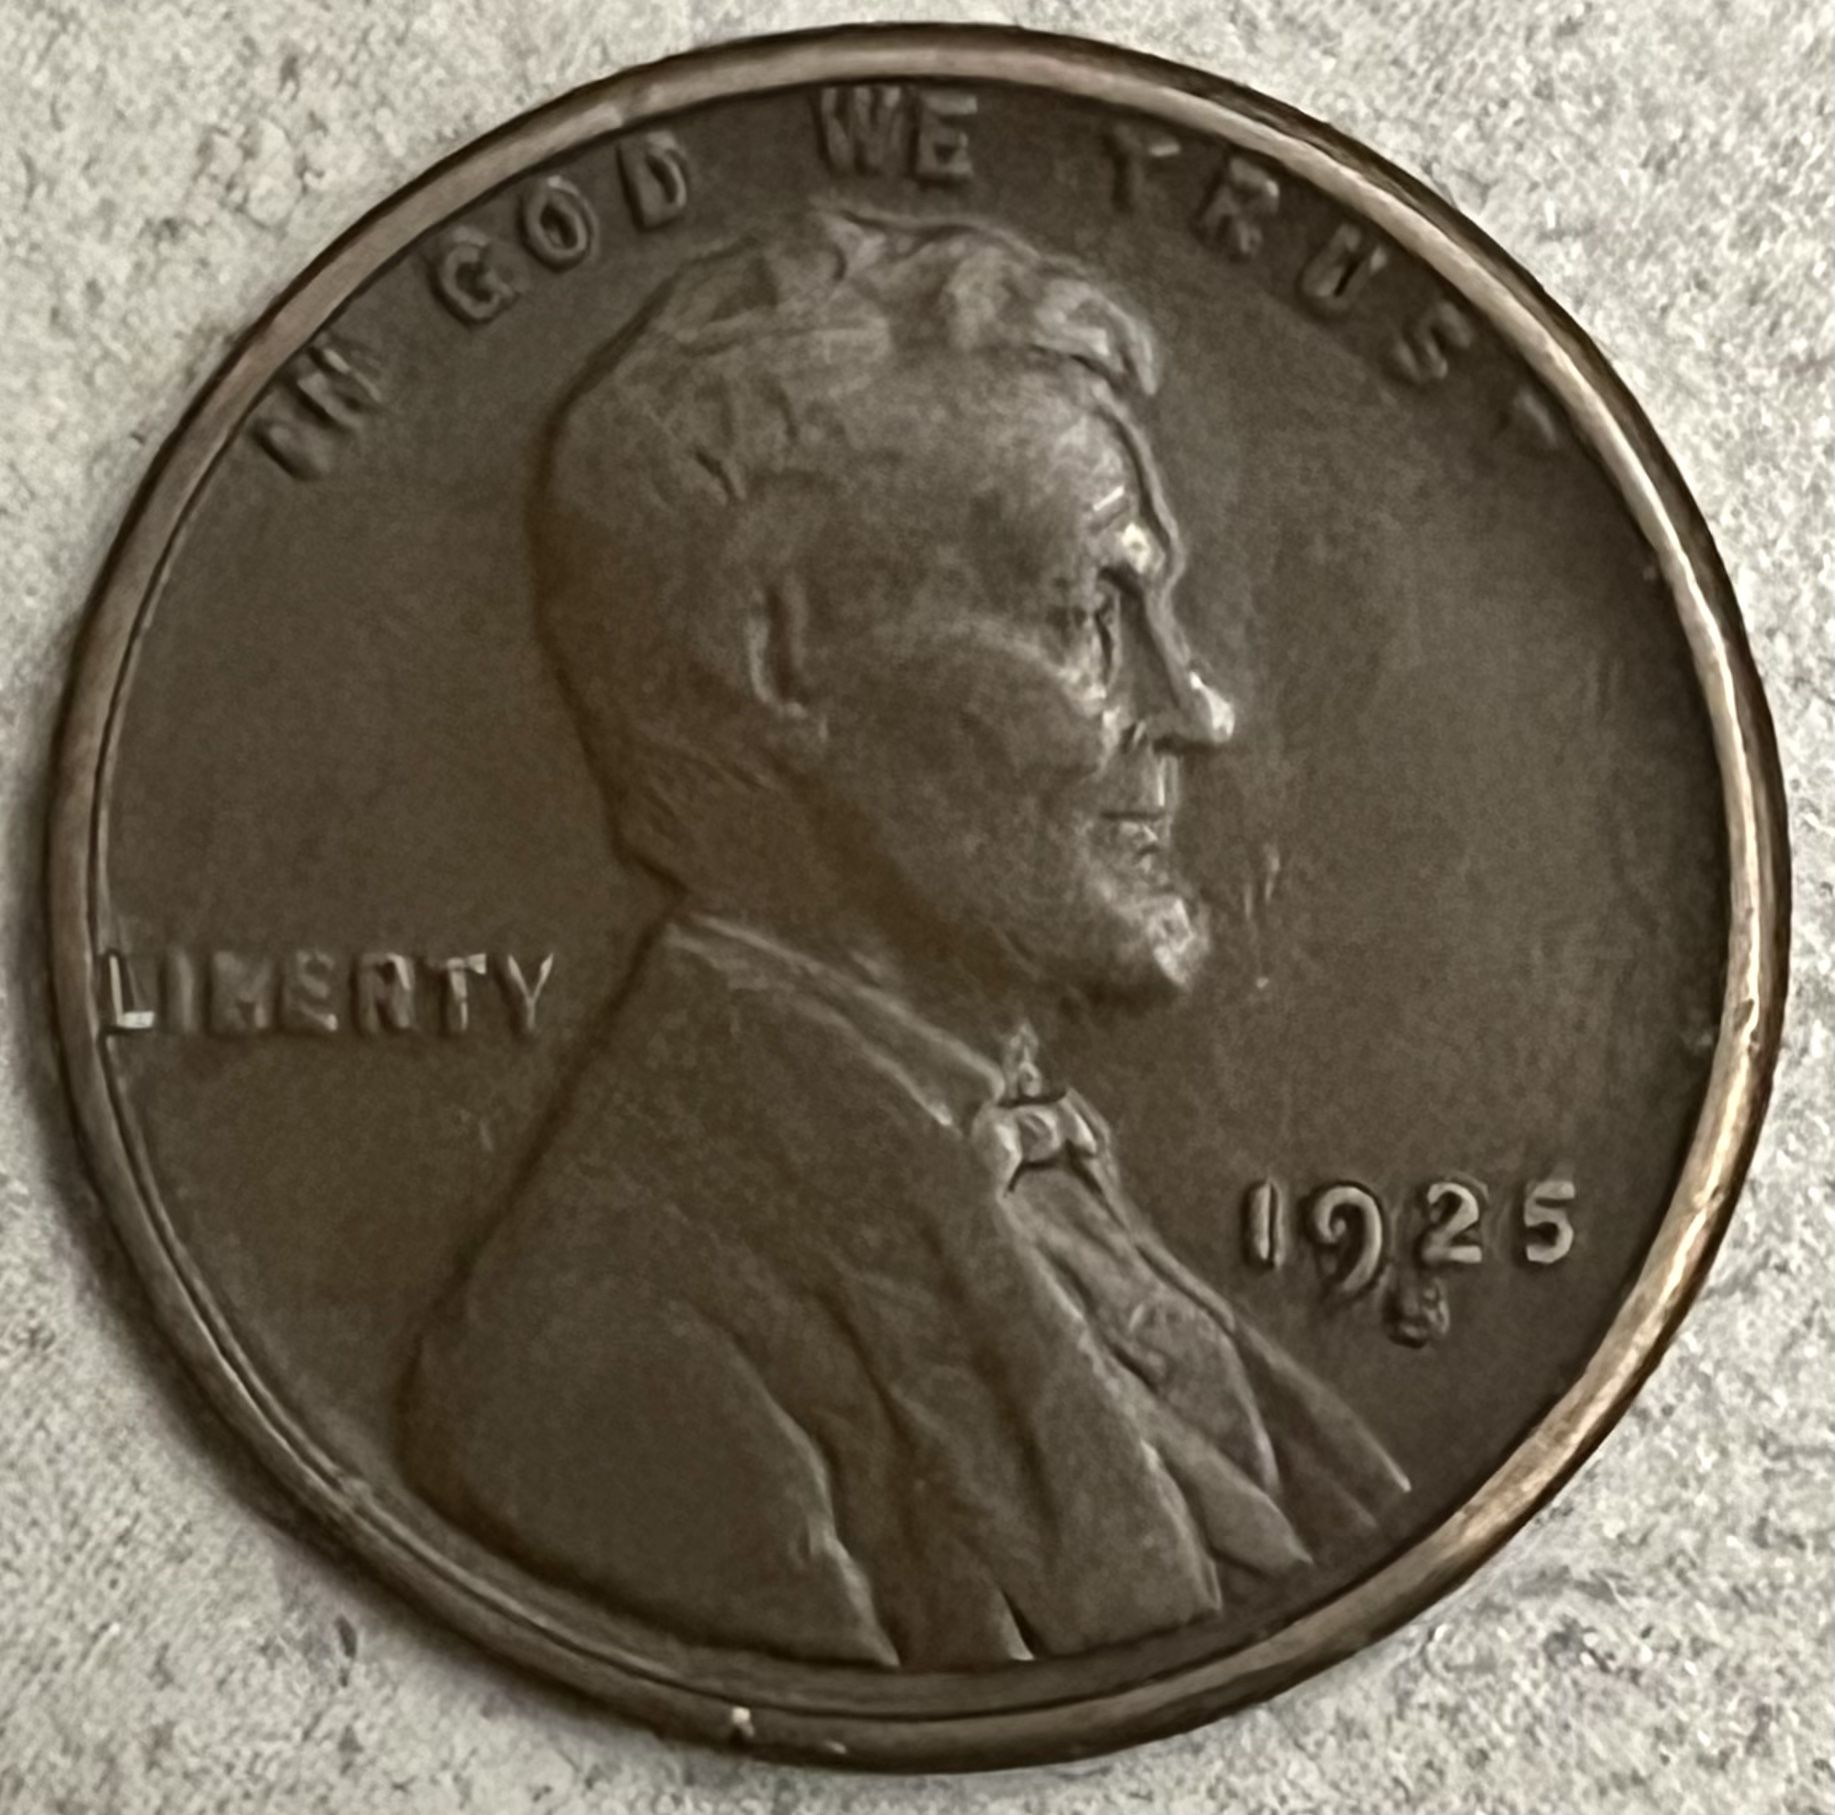 IN GOD WE TRUST
LIBERTY
1925
S